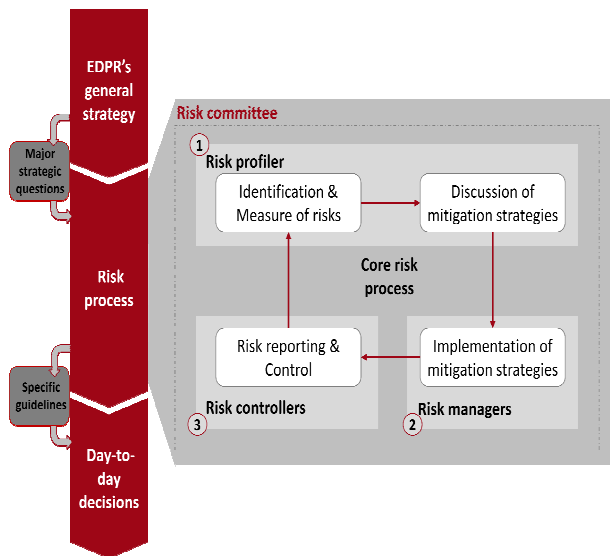 EDPR's
general
strategy
Major
strategic
questions
Risk
process
Specific
guidelines
Day-to-
day
decisions
Risk committee
1
Risk profiler
Identification &
Measure of risks
Discussion of
mitigation strategies
Core risk
process
Risk reporting &
Control
Implementation of
mitigation strategies
Risk controllers
3
Risk managers
2